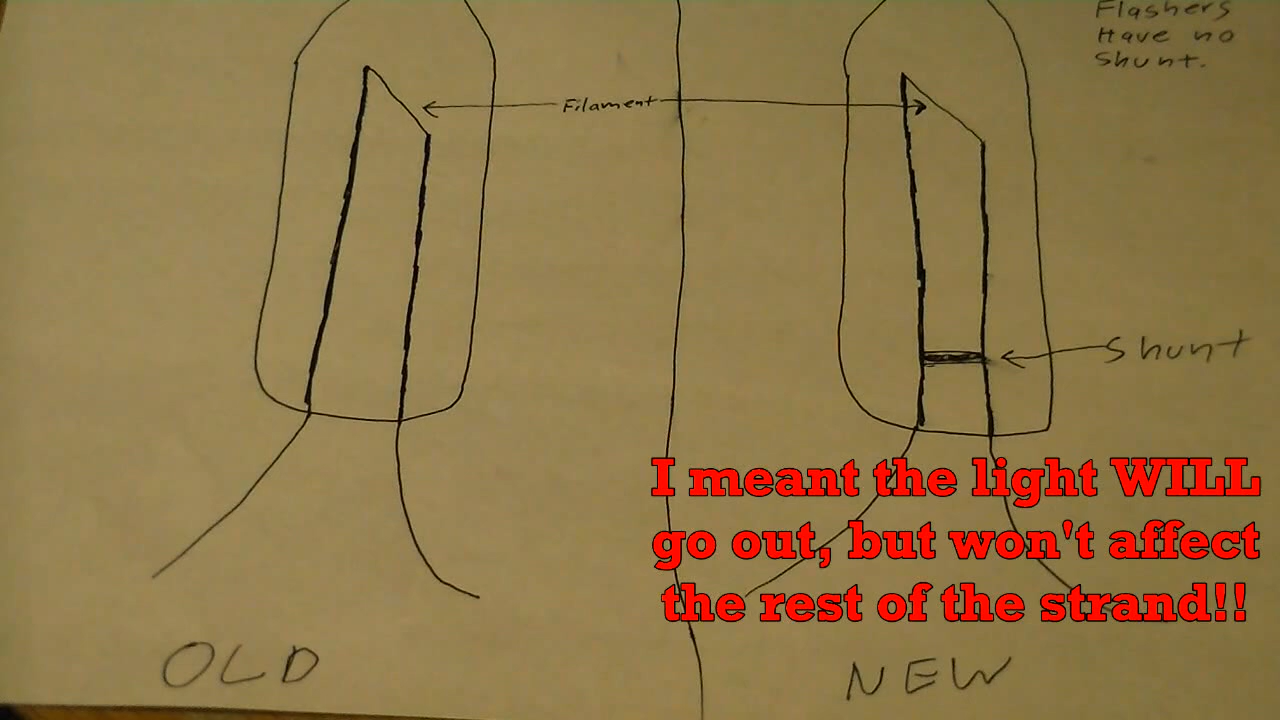 Flashers
Have no
Shunt.
Filament
Shunt
I meant the light WILL
go out, but won't affect
the rest of the strand!!
OLD
NEW